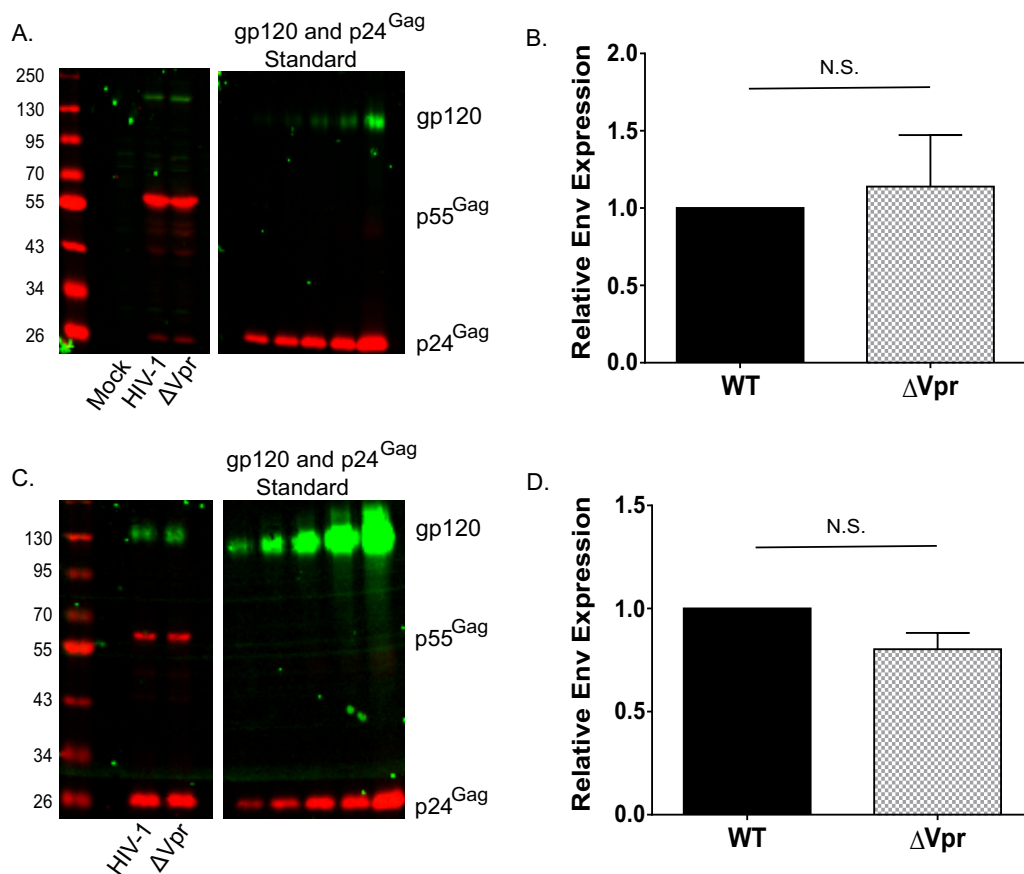 A.
gp120 and p24Gag
Standard
250
130
95
70
55
43
34
26
gp120
p55Gag
p24Gag
Mock
HIV-1
ΔVpr
B.
Relative Env Expression
2.0
1.5
1.0
0.5
0.0
N.S.
WT
ΔVpr
C.
gp120 and p24Gag
Standard
130
95
70
55
43
34
26
gp120
p55Gag
p24Gag
HIV-1
ΔVpr
D.
Relative Env Expression
1.5
1.0
0.5
0.0
N.S.
WT
ΔVpr